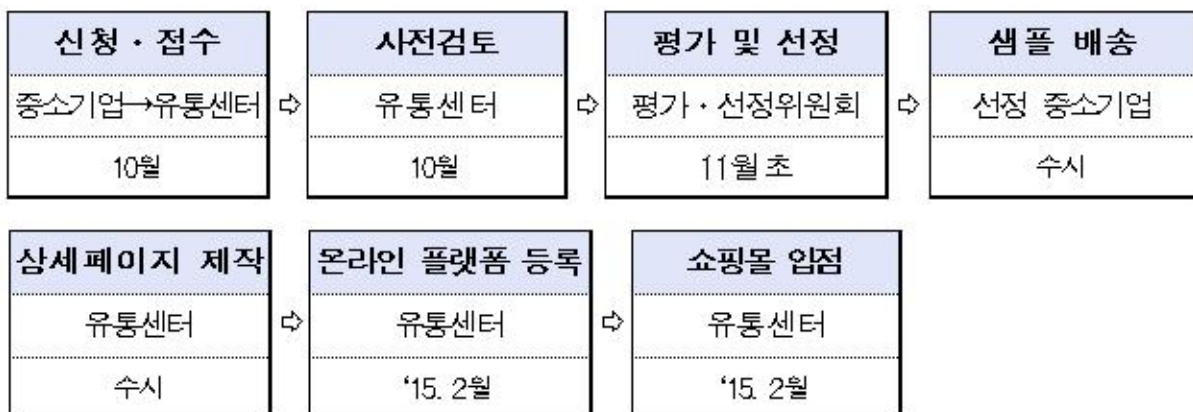 신청·접수 사전검토 평가 및 선정 샘플 배송
중소기업→유통센터 ⇨ 유통센터 ⇨ 평가·선정위원회 ⇨ 선정 중소기업
10월 10월 11월 초 수시
상세페이지 제작 온라인 플랫폼 등록 쇼핑몰 입점
유통센터 ⇨ 유통센터 ⇨ 유통센터
수시 ‘15. 2월 ‘15. 2월